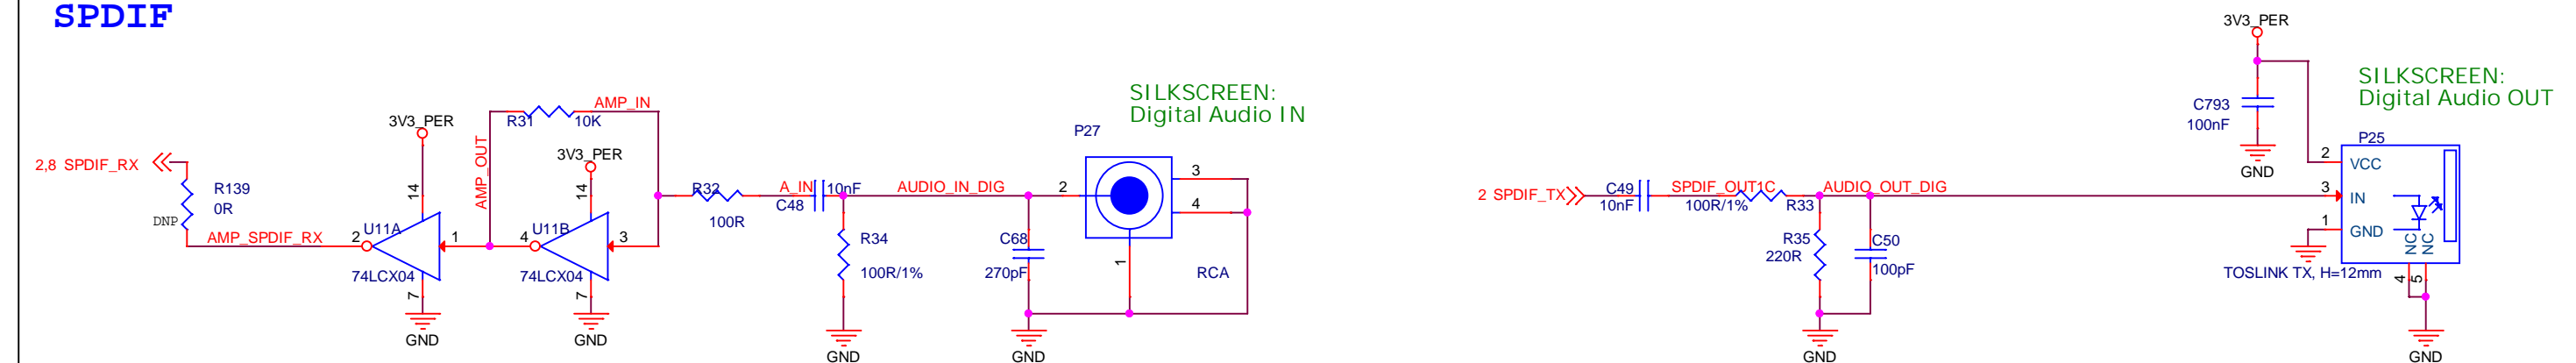 SPDIF
2,8 SPDIF_RX
R139
0R
DNP
AMP_SPDIF_RX
3V3_PER
14
2
U11A
1
74LCX04
7
GND
AMP_OUT
R31
10K
AMP_IN
3V3_PER
14
4
U11B
3
74LCX04
7
GND
R32
100R
A_IN
10nF
C48
AUDIO_IN_DIG
R34
100R/1%
GND
C68
270pF
GND
SILKSCREEN:
Digital Audio IN
P27
2
3
4
1
RCA
2 SPDIF_TX
C49
10nF
SPDIF_OUT1C
100R/1%
R33
AUDIO_OUT_DIG
R35
220R
C50
100pF
GND
3V3_PER
C793
100nF
GND
SILKSCREEN:
Digital Audio OUT
P25
2
VCC
3
IN
1
GND
NC
NC
TOSLINK TX, H=12mm
4
5
GND